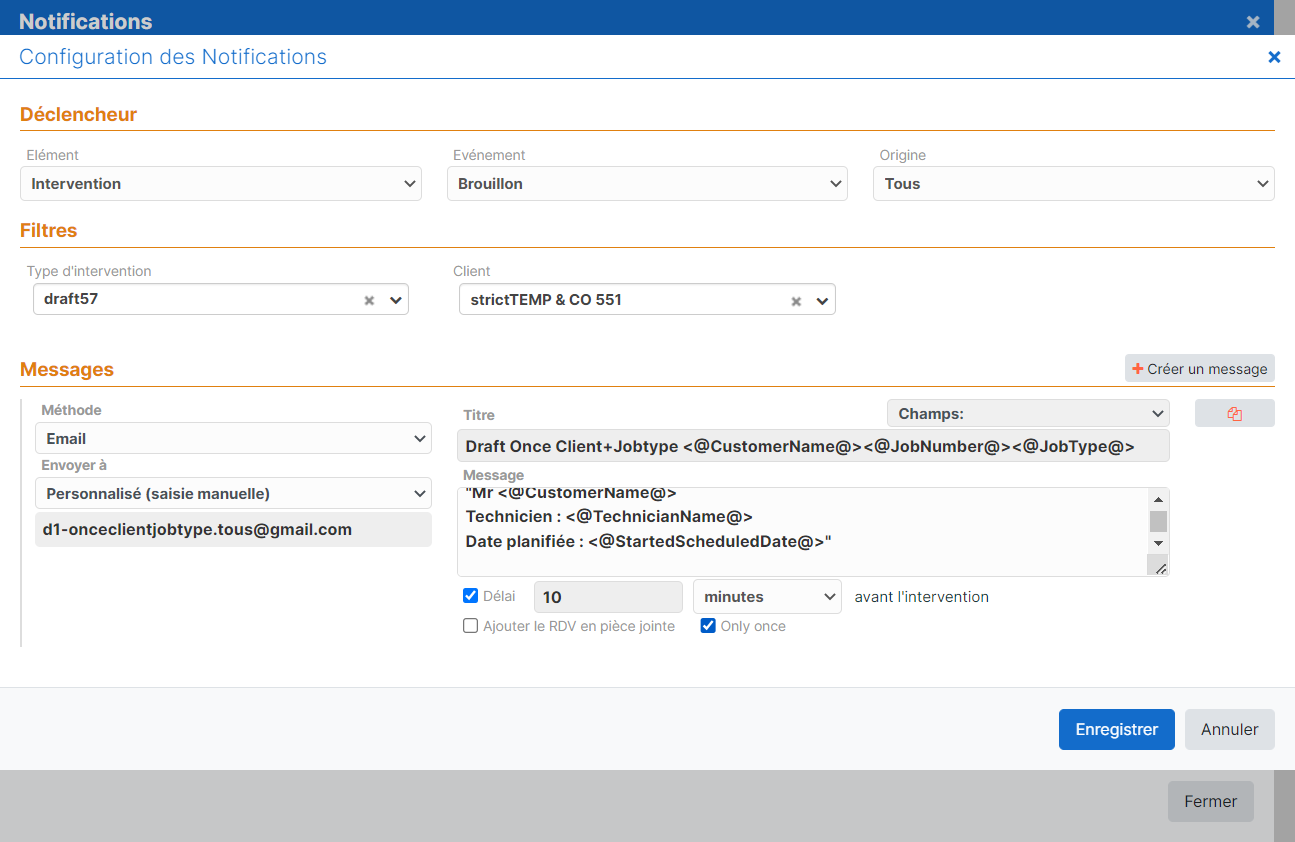 Notifications
Configuration des Notifications
Déclencheur
Elément
Evénement
Origine
Intervention
Brouillon
Tous
Filtres
Type d'intervention
Client
draft57
strictTEMP & CO 551
Messages
Créer un message
Méthode
Titre
Champs:
Email
Draft Once Client+Jobtype <@CustomerName@><@JobNumber@><@JobType@>
Envoyer à
Message
Personnalisé (saisie manuelle)
"Mr <@CustomerName@>
Technicien : <@TechnicianName@>
d1-onceclientjobtype.tous@gmail.com
Date planifiée : <@StartedScheduledDate@>"
Délai
10
minutes
avant l'intervention
Ajouter le RDV en pièce jointe
Only once
Enregistrer
Annuler
Fermer